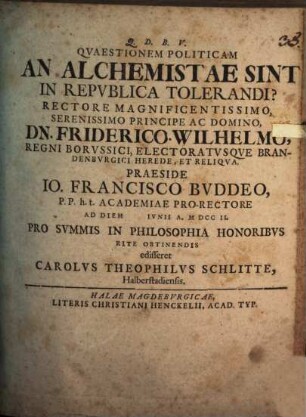 Q. D. B. V.
QVAESTIONEM POLITICAM
AN ALCHEMISTAE SINT
IN REPVBLICA TOLERANDI?
RECTORE MAGNIFICENTISSIMO,
SERENISSIMO PRINCIPE AC DOMINO,
DN. FRIDERICO-WILHELMO,
REGNI BORVSSICI, ELECTORATVSQVE BRAN-
DENBVRGICI HEREDE, ET RELIQVA.
PRAESIDE
IO. FRANCISCO BVDDEO,
P.P. h. t. ACADEMIAE PRO-RECTORE
AD DIEM IVNII A. M DCC II.
PRO SVMMIS IN PHILOSOPHIA HONORIBVS
RITE OBTINENDIS
edisseret
CAROLVS THEOPHILVS SCHLITTE,
Halberstadiensis.
HALAE MAGDEBVRGICAE,
LITERIS CHRISTIANI HENCKELII, ACAD. TYP.